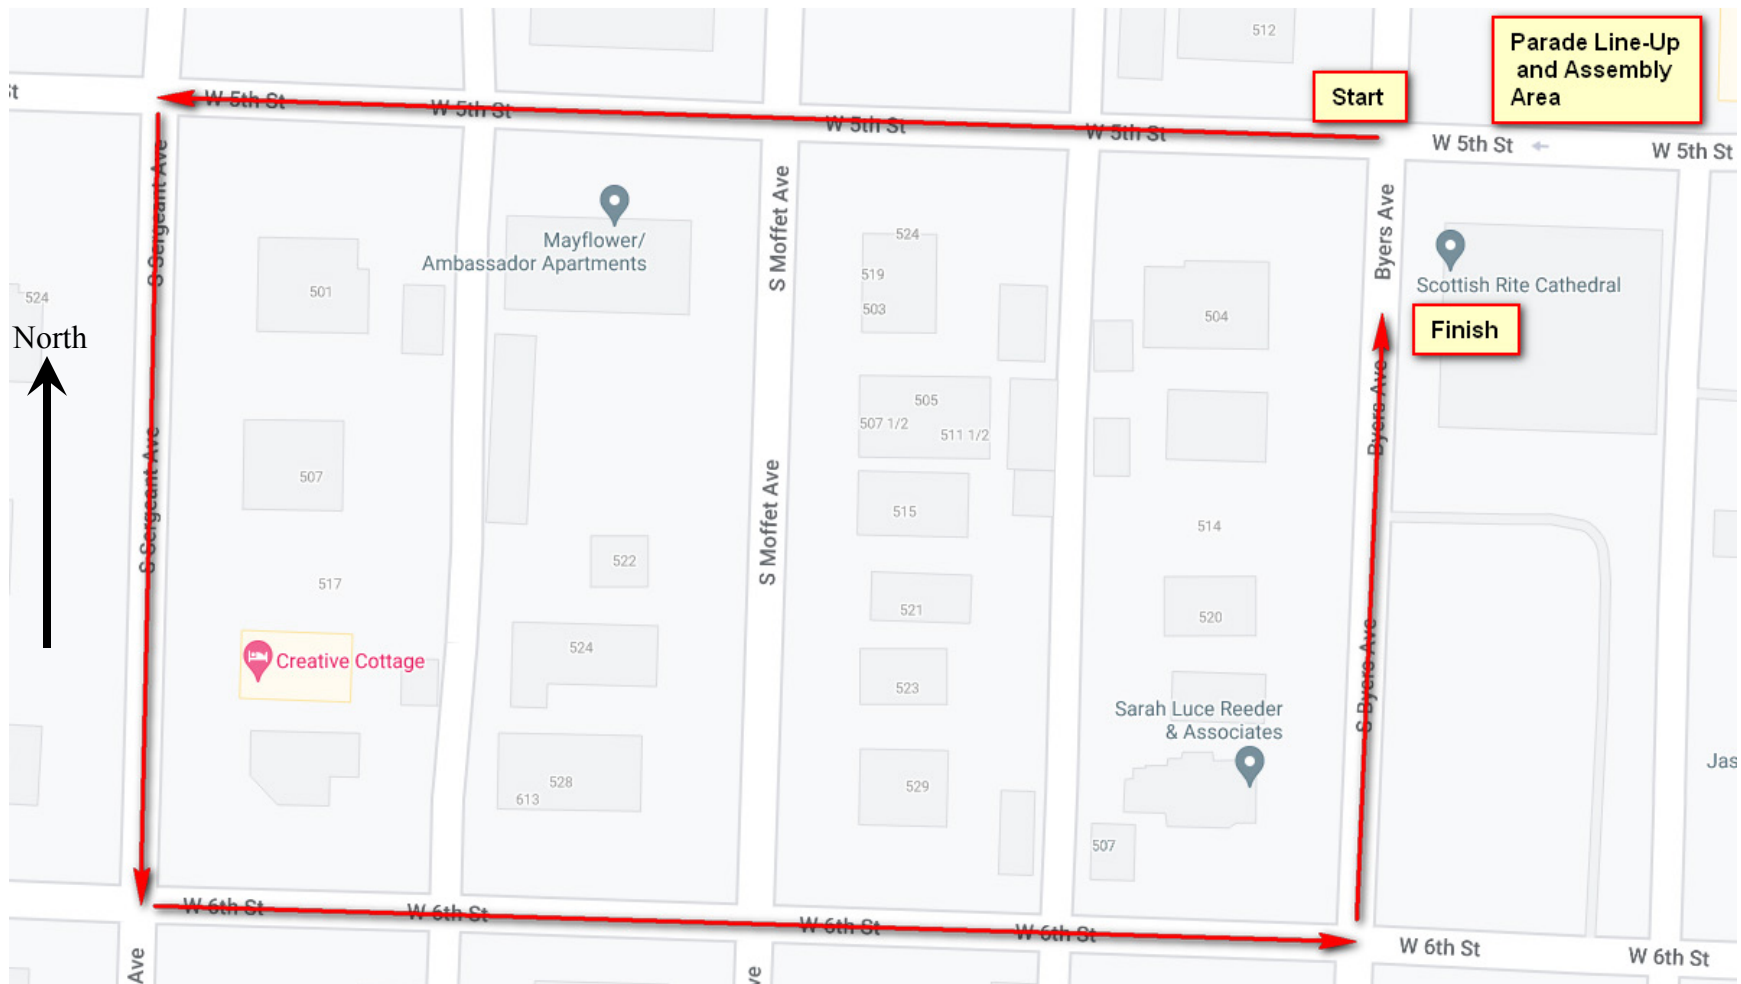 512
Parade Line-Up
and Assembly
Area
Start
St
W 5th St
W 5th St
W 5th St
W 5th St
W 5th St
W 5th St
S Sergeant Ave
S Moffet Ave
Byers Ave
Mayflower/
Ambassador Apartments
524
519
503
501
524
504
Scottish Rite Cathedral
Finish
North
Byers Ave
505
507 1/2
511 1/2
507
S Sergeant Ave
S Moffet Ave
515
514
522
517
521
520
S Byers Ave
524
Creative Cottage
523
Sarah Luce Reeder
& Associates
528
613
529
Jas
507
W 6th St
W 6th St
W 6th St
W 6th St
W 6th St
W 6th St
Ave
ve